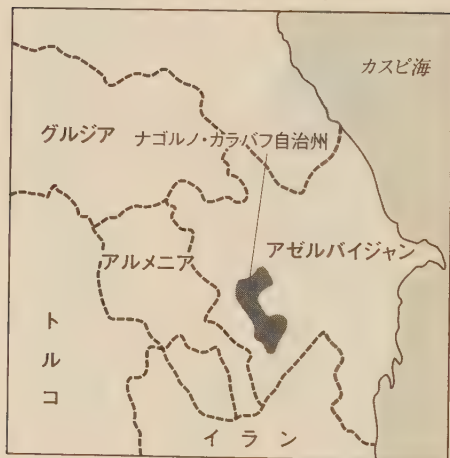 カスピ海
グルジア
ナゴルノ・カラバフ自治州
アルメニア
アゼルバイジャン
トルコ
イラン